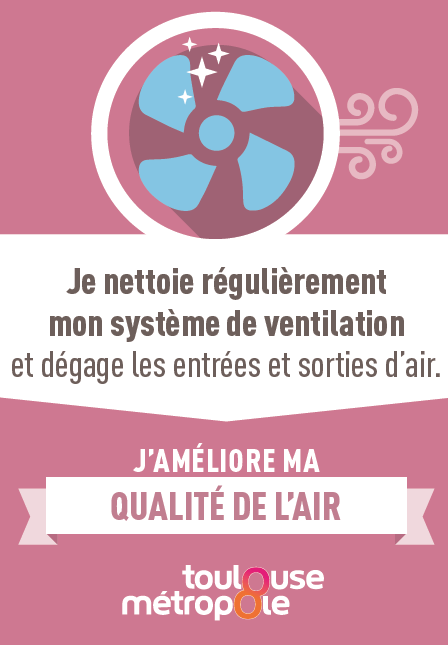 Je nettoie régulièrement
mon système de ventilation
et dégage les entrées et sorties d'air.
J'AMÉLIORE MA
QUALITÉ DE L'AIR
toulouse
métropole